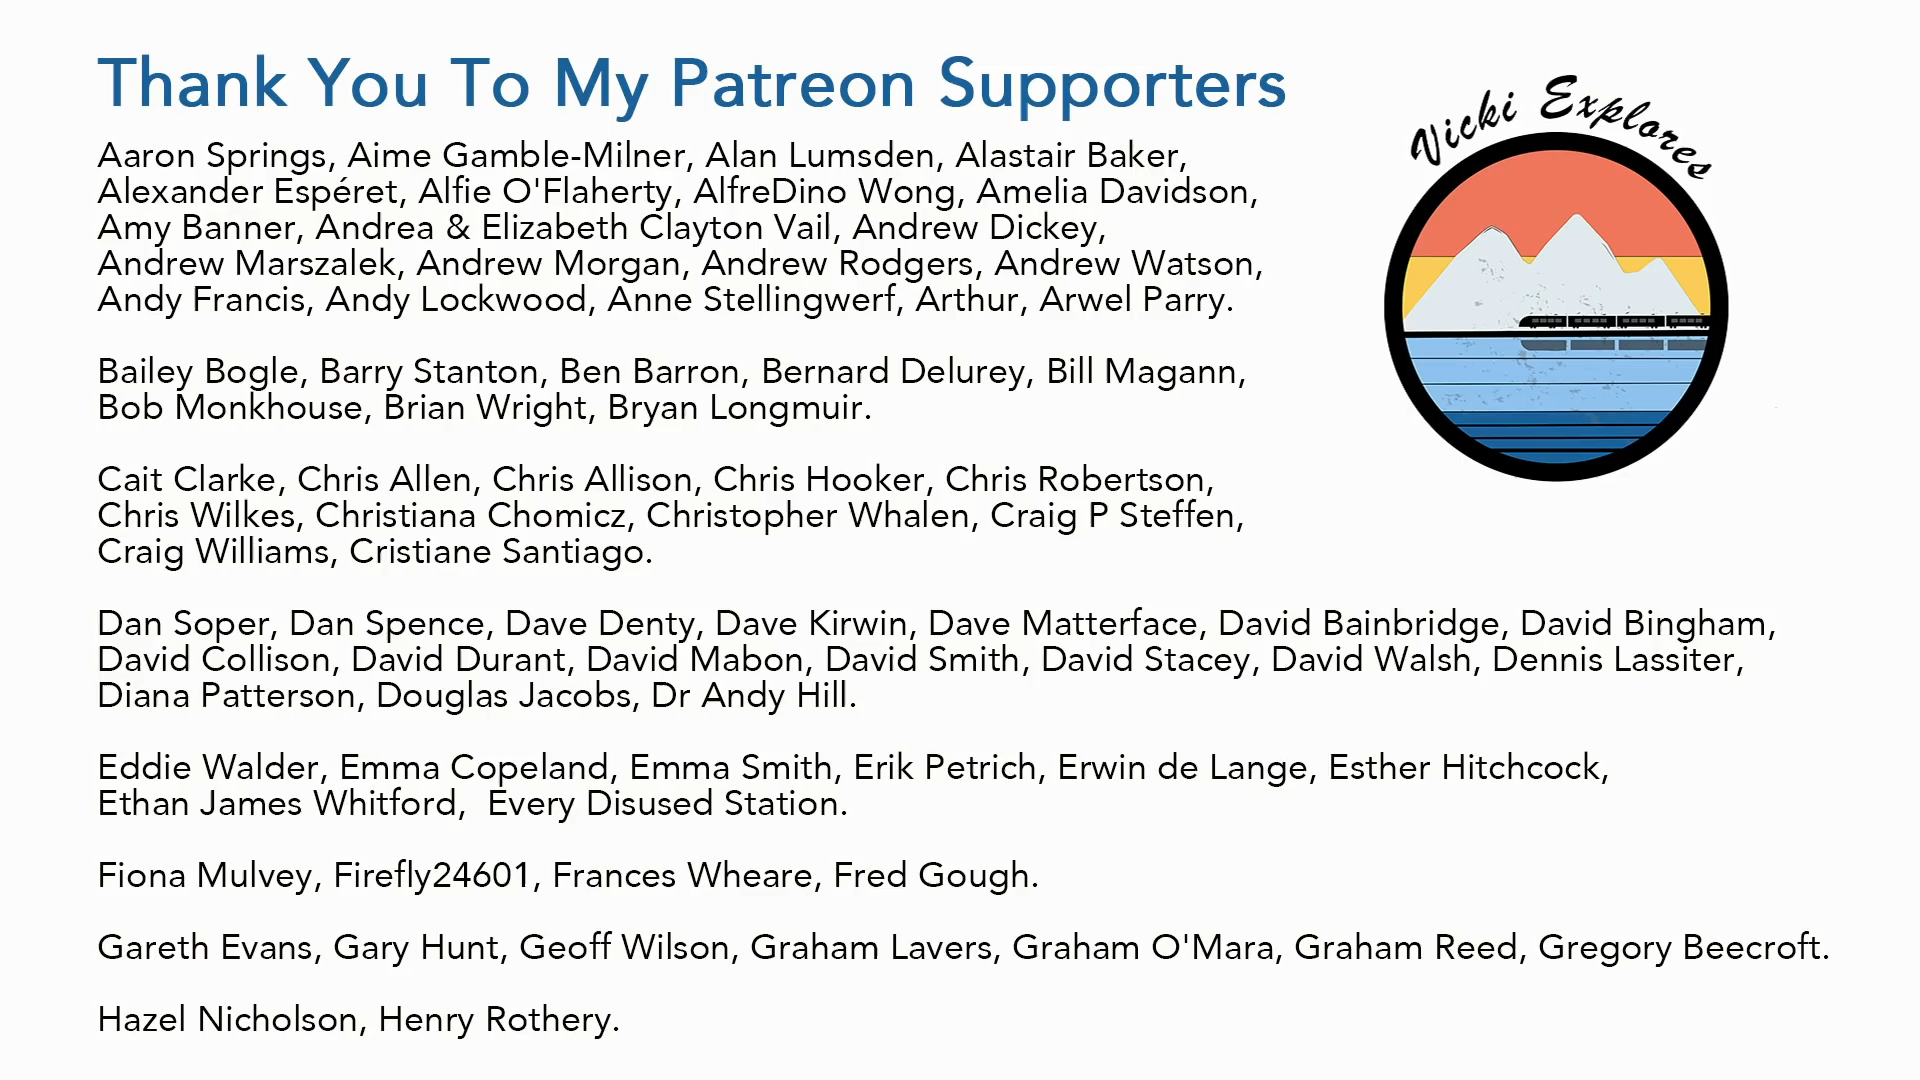 Thank You To My Patreon Supporters
Vicki Explores
Aaron Springs, Aime Gamble-Milner, Alan Lumsden, Alastair Baker,
Alexander Espéret, Alfie O'Flaherty, AlfreDino Wong, Amelia Davidson,
Amy Banner, Andrea & Elizabeth Clayton Vail, Andrew Dickey,
Andrew Marszalek, Andrew Morgan, Andrew Rodgers, Andrew Watson,
Andy Francis, Andy Lockwood, Anne Stellingwerf, Arthur, Arwel Parry.
Bailey Bogle, Barry Stanton, Ben Barron, Bernard Delurey, Bill Magann,
Bob Monkhouse, Brian Wright, Bryan Longmuir.
Cait Clarke, Chris Allen, Chris Allison, Chris Hooker, Chris Robertson,
Chris Wilkes, Christiana Chomicz, Christopher Whalen, Craig P Steffen,
Craig Williams, Cristiane Santiago.
Dan Soper, Dan Spence, Dave Denty, Dave Kirwin, Dave Matterface, David Bainbridge, David Bingham,
David Collison, David Durant, David Mabon, David Smith, David Stacey, David Walsh, Dennis Lassiter,
Diana Patterson, Douglas Jacobs, Dr Andy Hill.
Eddie Walder, Emma Copeland, Emma Smith, Erik Petrich, Erwin de Lange, Esther Hitchcock,
Ethan James Whitford,  Every Disused Station.
Fiona Mulvey, Firefly24601, Frances Wheare, Fred Gough.
Gareth Evans, Gary Hunt, Geoff Wilson, Graham Lavers, Graham O'Mara, Graham Reed, Gregory Beecroft.
Hazel Nicholson, Henry Rothery.